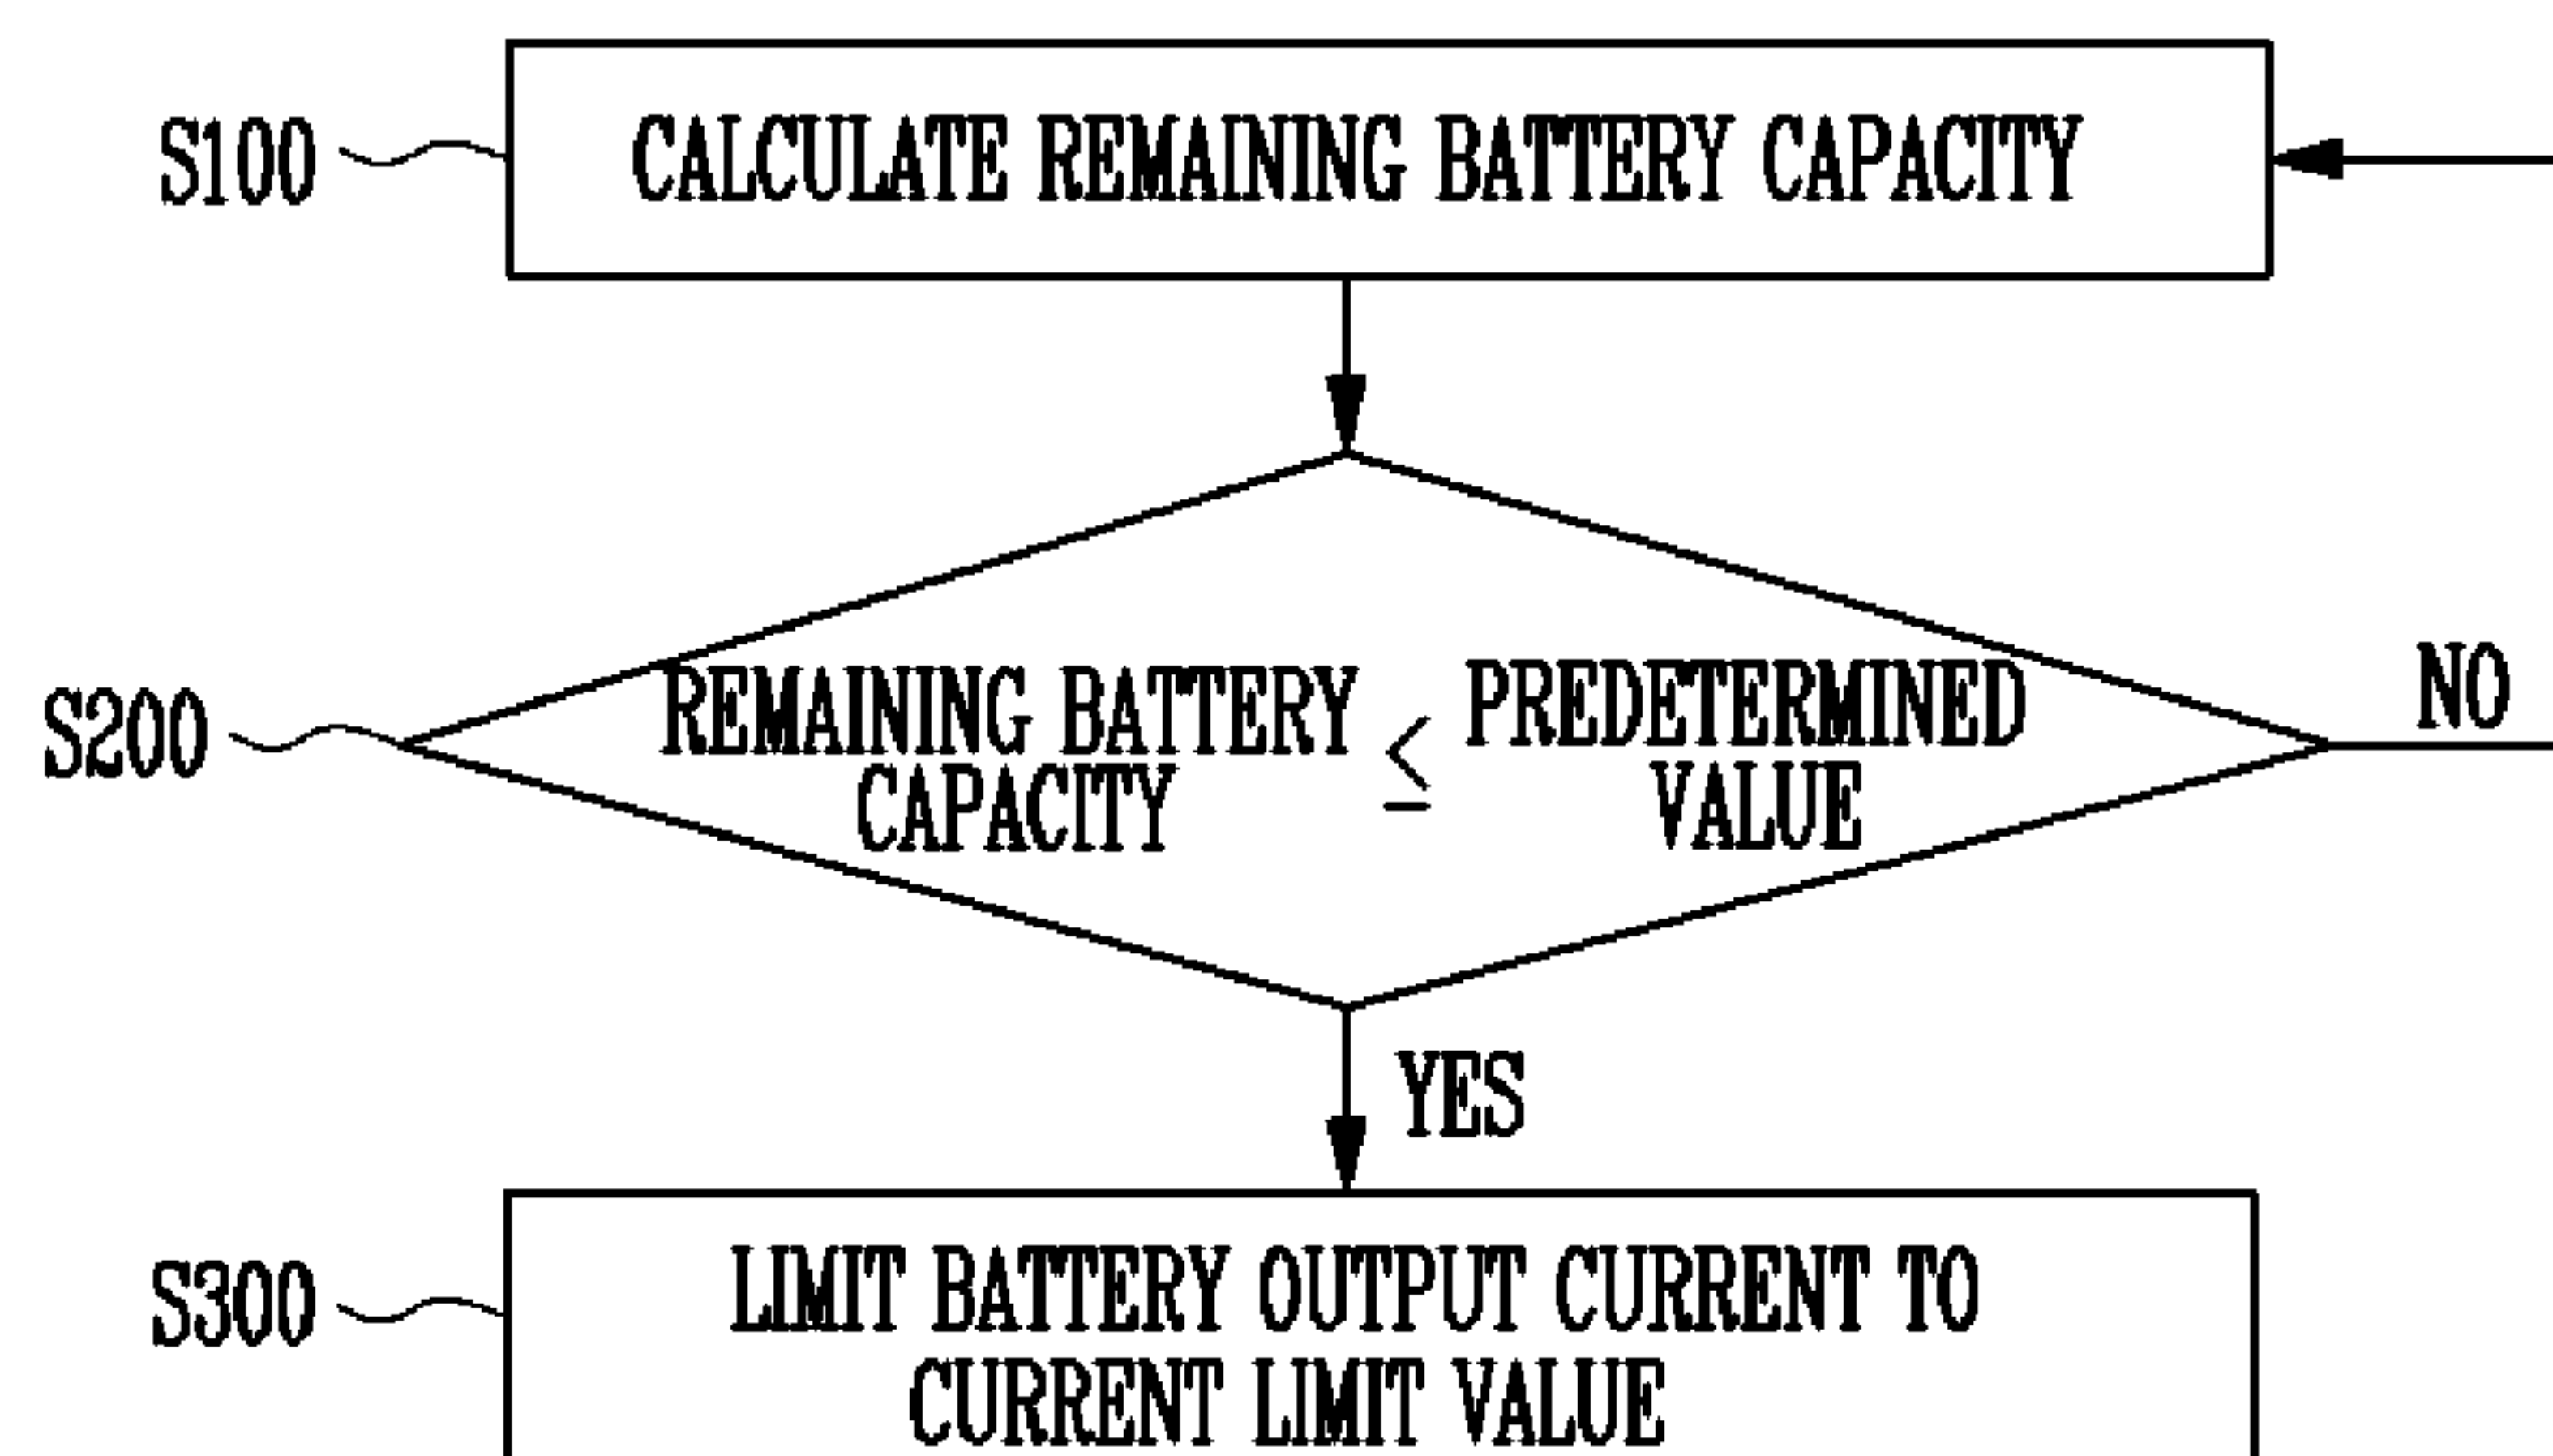 S100
CALCULATE REMAINING BATTERY CAPACITY
S200
REMAINING BATTERY
CAPACITY
≤
PREDETERMINED
VALUE
NO
YES
S300
LIMIT BATTERY OUTPUT CURRENT TO
CURRENT LIMIT VALUE